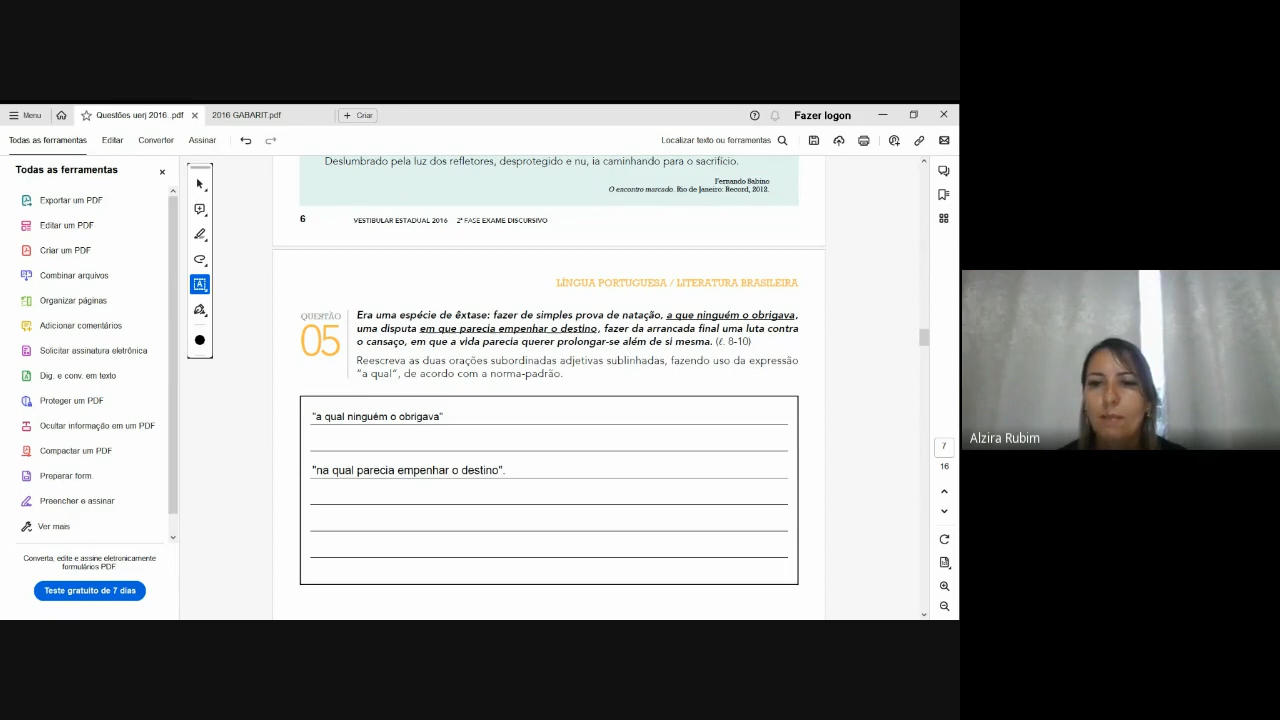 Menu
Questões uerj 2016..pdf
2016 GABARIT.pdf
Criar
Fazer logon
Todas as ferramentas
Editar
Converter
Assinar
Localizar texto ou ferramentas
Todas as ferramentas
Exportar um PDF
Editar um PDF
Criar um PDF
Combinar arquivos
Organizar páginas
Adicionar comentários
Solicitar assinatura eletrônica
Dig. e conv. em texto
Proteger um PDF
Ocultar informação em um PDF
Compactar um PDF
Preparar form.
Preencher e assinar
Ver mais
Converta, edite e assine eletronicamente
formulários PDF
Teste gratuito de 7 dias
Deslumbrado pela luz dos refletores, desprotegido e nu, ia caminhando para o sacrifício.
Fernando Sabino
O encontro marcado. Rio de Janeiro: Record, 2012.
6 VESTIBULAR ESTADUAL 2016 2ª FASE EXAME DISCURSIVO
LÍNGUA PORTUGUESA / LITERATURA BRASILEIRA
QUESTÃO
05
Era uma espécie de êxtase: fazer de simples prova de natação, a que ninguém o obrigava,
uma disputa em que parecia empenhar o destino, fazer da arrancada final uma luta contra
o cansaço, em que a vida parecia querer prolongar-se além de si mesma. (ℓ. 8-10)
Reescreva as duas orações subordinadas adjetivas sublinhadas, fazendo uso da expressão
"a qual", de acordo com a norma-padrão.
"a qual ninguém o obrigava"
"na qual parecia empenhar o destino".
7
16
Alzira Rubim